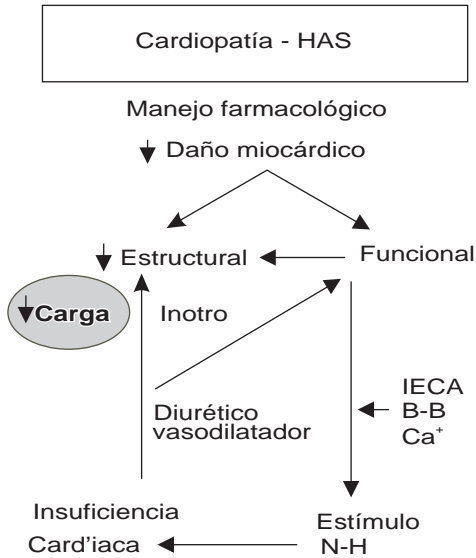 Cardiopatía - HAS
Manejo farmacológico
Daño miocárdico
Estructural
Funcional
Carga
Inotro
IECA
B-B
Ca⁺
Diurético
vasodilatador
Insuficiencia
Card'iaca
Estímulo
N-H